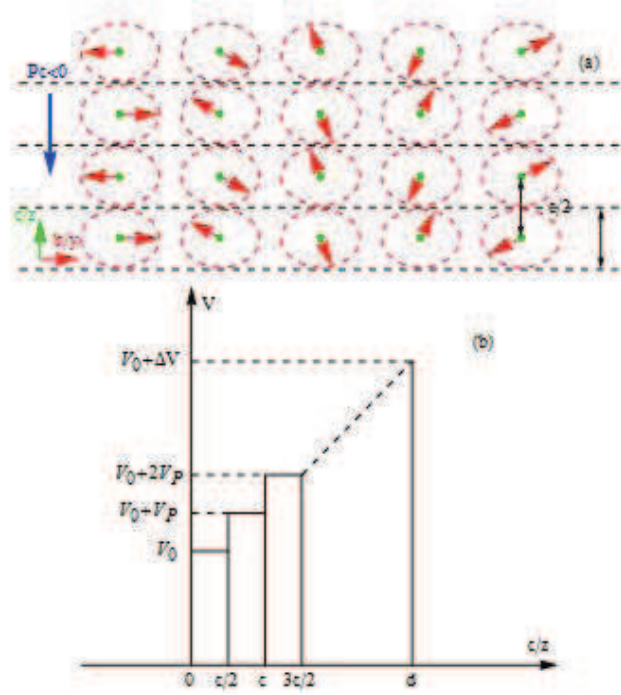 (a)
Pc<0
c/z
c/2
V
(b)
V₀+ΔV
V₀+2Vₚ
V₀+Vₚ
V₀
c/z
0 c/2 c 3c/2 d